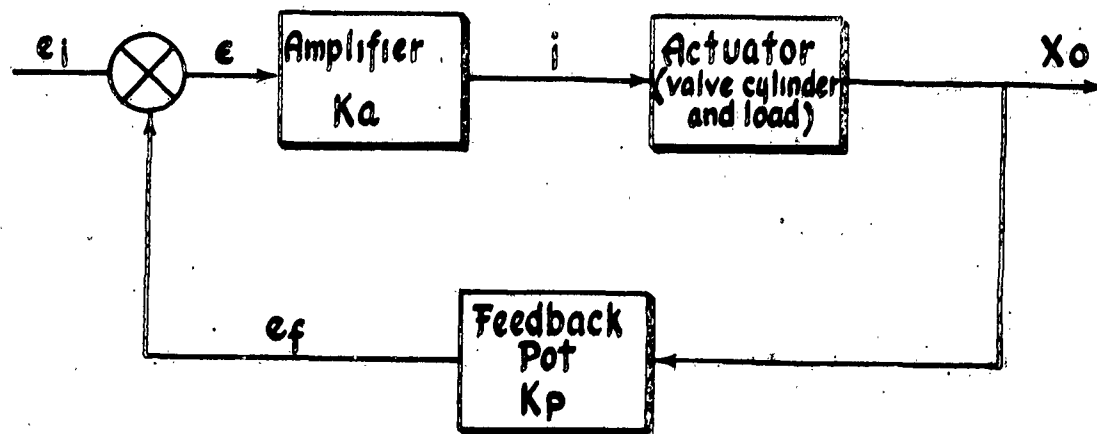 ei
ϵ
Amplifier
Ka
i
Actuator
(valve cylinder
and load)
Xo
ef
Feedback
Pot
Kp